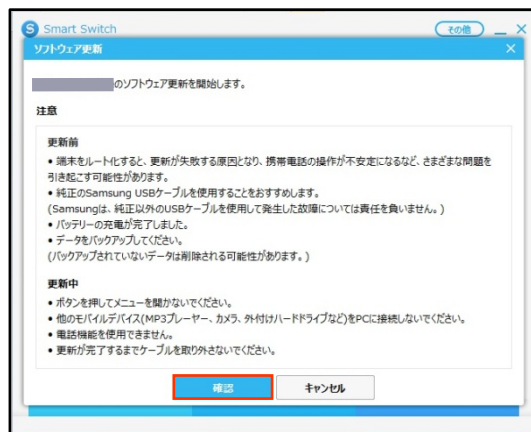 S Smart Switch その他
ソフトウェア更新
のソフトウェア更新を開始します。
注意
更新前
• 端末をルート化すると、更新が失敗する原因となり、携帯電話の操作が不安定になるなど、さまざまな問題を
引き起こす可能性があります。
• 純正のSamsung USBケーブルを使用することをおすすめします。
(Samsungは、純正以外のUSBケーブルを使用して発生した故障については責任を負いません。)
• バッテリーの充電が完了しました。
• データをバックアップしてください。
(バックアップされていないデータは削除される可能性があります。)
更新中
• ボタンを押してメニューを開かないでください。
• 他のモバイルデバイス(MP3プレーヤー、カメラ、外付けハードドライブなど)をPCに接続しないでください。
• 電話機能を使用できません。
• 更新が完了するまでケーブルを取り外さないでください。
確認 キャンセル